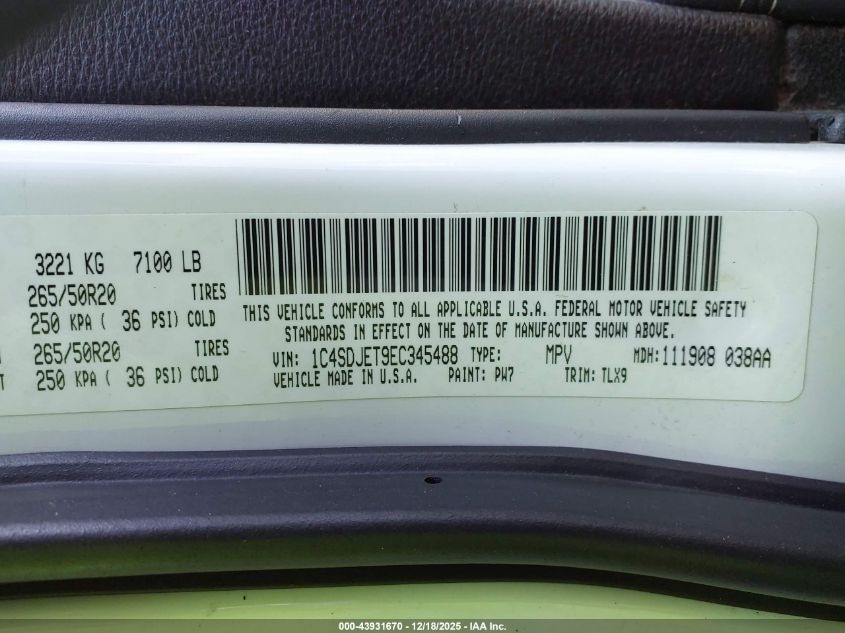 3221 KG 7100 LB
265/50R20 TIRES
250 KPA ( 36 PSI) COLD
265/50R20 TIRES
250 KPA ( 36 PSI) COLD
THIS VEHICLE CONFORMS TO ALL APPLICABLE U.S.A. FEDERAL MOTOR VEHICLE SAFETY
STANDARDS IN EFFECT ON THE DATE OF MANUFACTURE SHOWN ABOVE.
VIN: 1C4SDJET9EC345488 TYPE: MPV MDH:111908 038AA
VEHICLE MADE IN U.S.A. PAINT: PW7 TRIM: TLX9
000-43931670 - 12/18/2025 - IAA Inc.